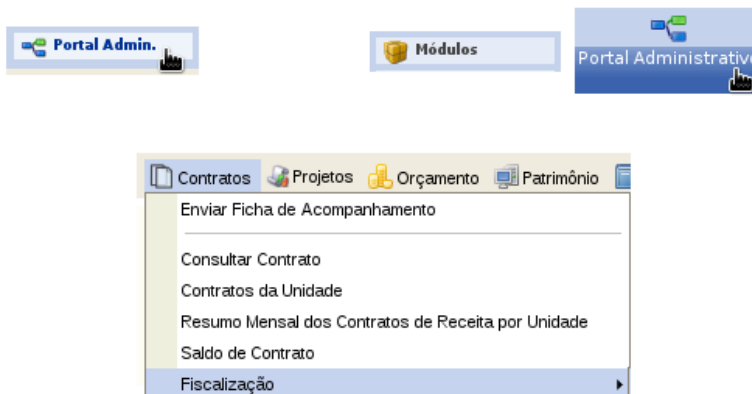 Portal Admin.
Módulos
Portal Administrativo
Contratos Projetos Orçamento Patrimônio
Enviar Ficha de Acompanhamento
Consultar Contrato
Contratos da Unidade
Resumo Mensal dos Contratos de Receita por Unidade
Saldo de Contrato
Fiscalização